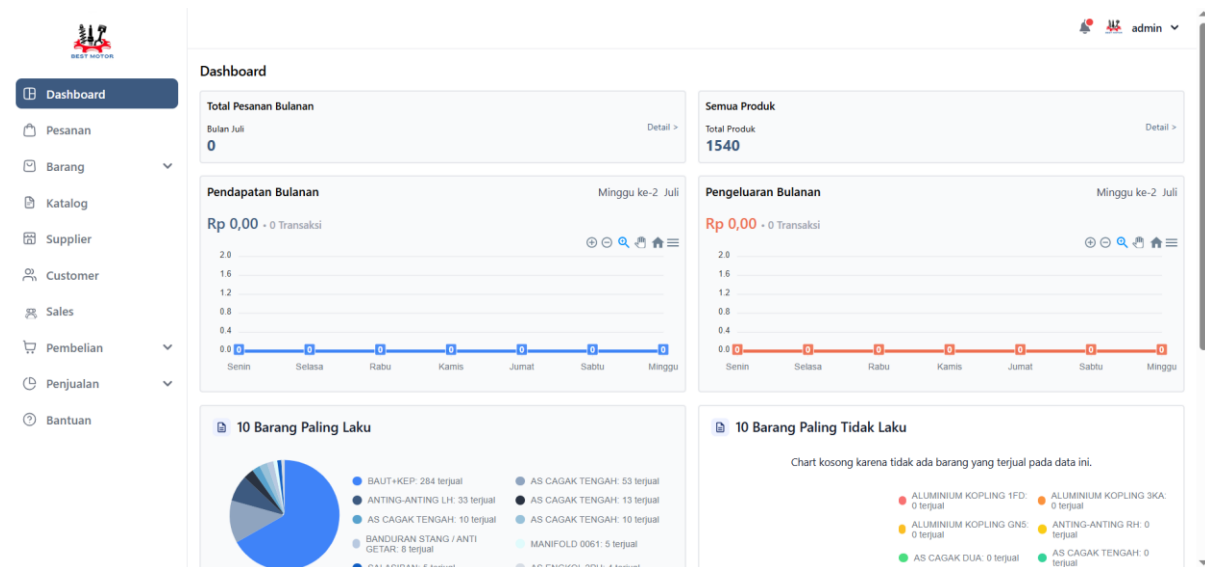 BEST MOTOR
admin
Dashboard
Pesanan
Barang
Katalog
Supplier
Customer
Sales
Pembelian
Penjualan
Bantuan
Dashboard
Total Pesanan Bulanan
Bulan Juli
Detail >
0
Semua Produk
Total Produk
Detail >
1540
Pendapatan Bulanan
Minggu ke-2 Juli
Rp 0,00 • 0 Transaksi
2.0
1.6
1.2
0.8
0.4
0.0 0 0 0 0 0 0 0
Senin Selasa Rabu Kamis Jumat Sabtu Minggu
Pengeluaran Bulanan
Minggu ke-2 Juli
Rp 0,00 • 0 Transaksi
2.0
1.6
1.2
0.8
0.4
0.0 0 0 0 0 0 0 0
Senin Selasa Rabu Kamis Jumat Sabtu Minggu
10 Barang Paling Laku
BAUT+KEP: 284 terjual
AS CAGAK TENGAH: 53 terjual
ANTING-ANTING LH: 33 terjual
AS CAGAK TENGAH: 13 terjual
AS CAGAK TENGAH: 10 terjual
AS CAGAK TENGAH: 10 terjual
BANDURAN STANG / ANTI
GETAR: 8 terjual
MANIFOLD 0061: 5 terjual
10 Barang Paling Tidak Laku
Chart kosong karena tidak ada barang yang terjual pada data ini.
ALUMINIUM KOPLING 1FD:
0 terjual
ALUMINIUM KOPLING 3KA:
0 terjual
ALUMINIUM KOPLING GN5:
0 terjual
ANTING-ANTING RH: 0
terjual
AS CAGAK DUA: 0 terjual
AS CAGAK TENGAH: 0
terjual